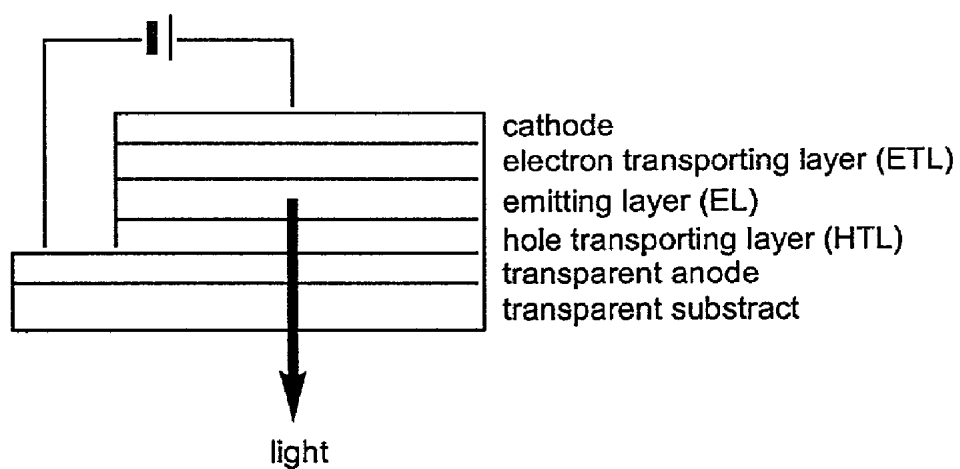 cathode
electron transporting layer (ETL)
emitting layer (EL)
hole transporting layer (HTL)
transparent anode
transparent substract
light